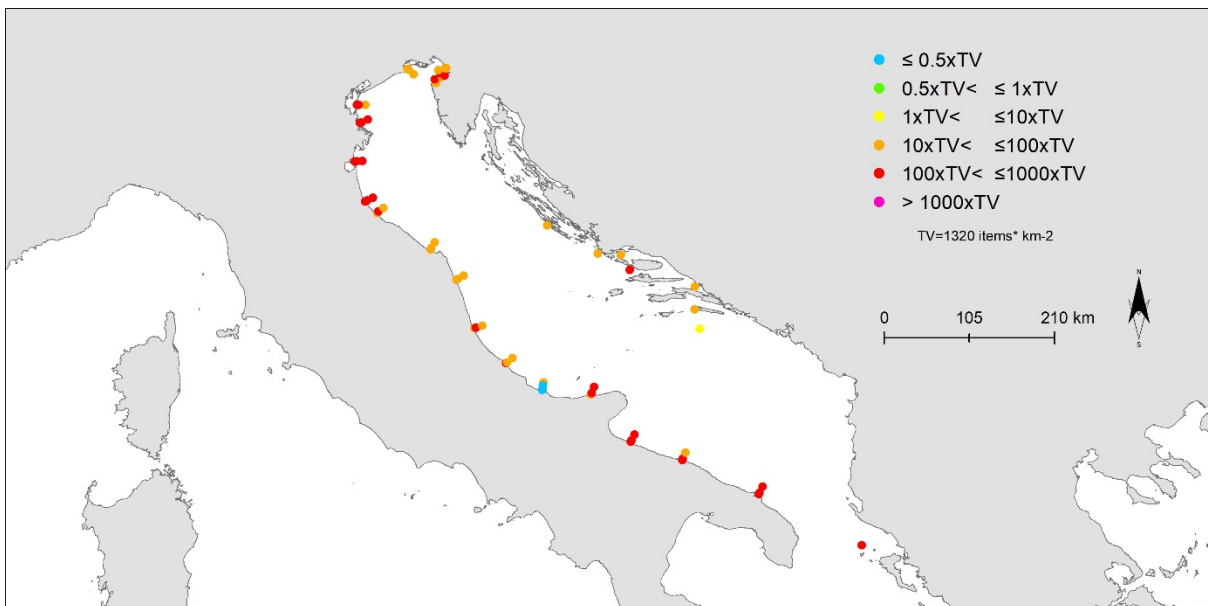 ≤ 0.5xTV
0.5xTV< ≤ 1xTV
1xTV< ≤10xTV
10xTV< ≤100xTV
100xTV< ≤1000xTV
> 1000xTV
TV=1320 items* km-2
N
S
0 105 210 km